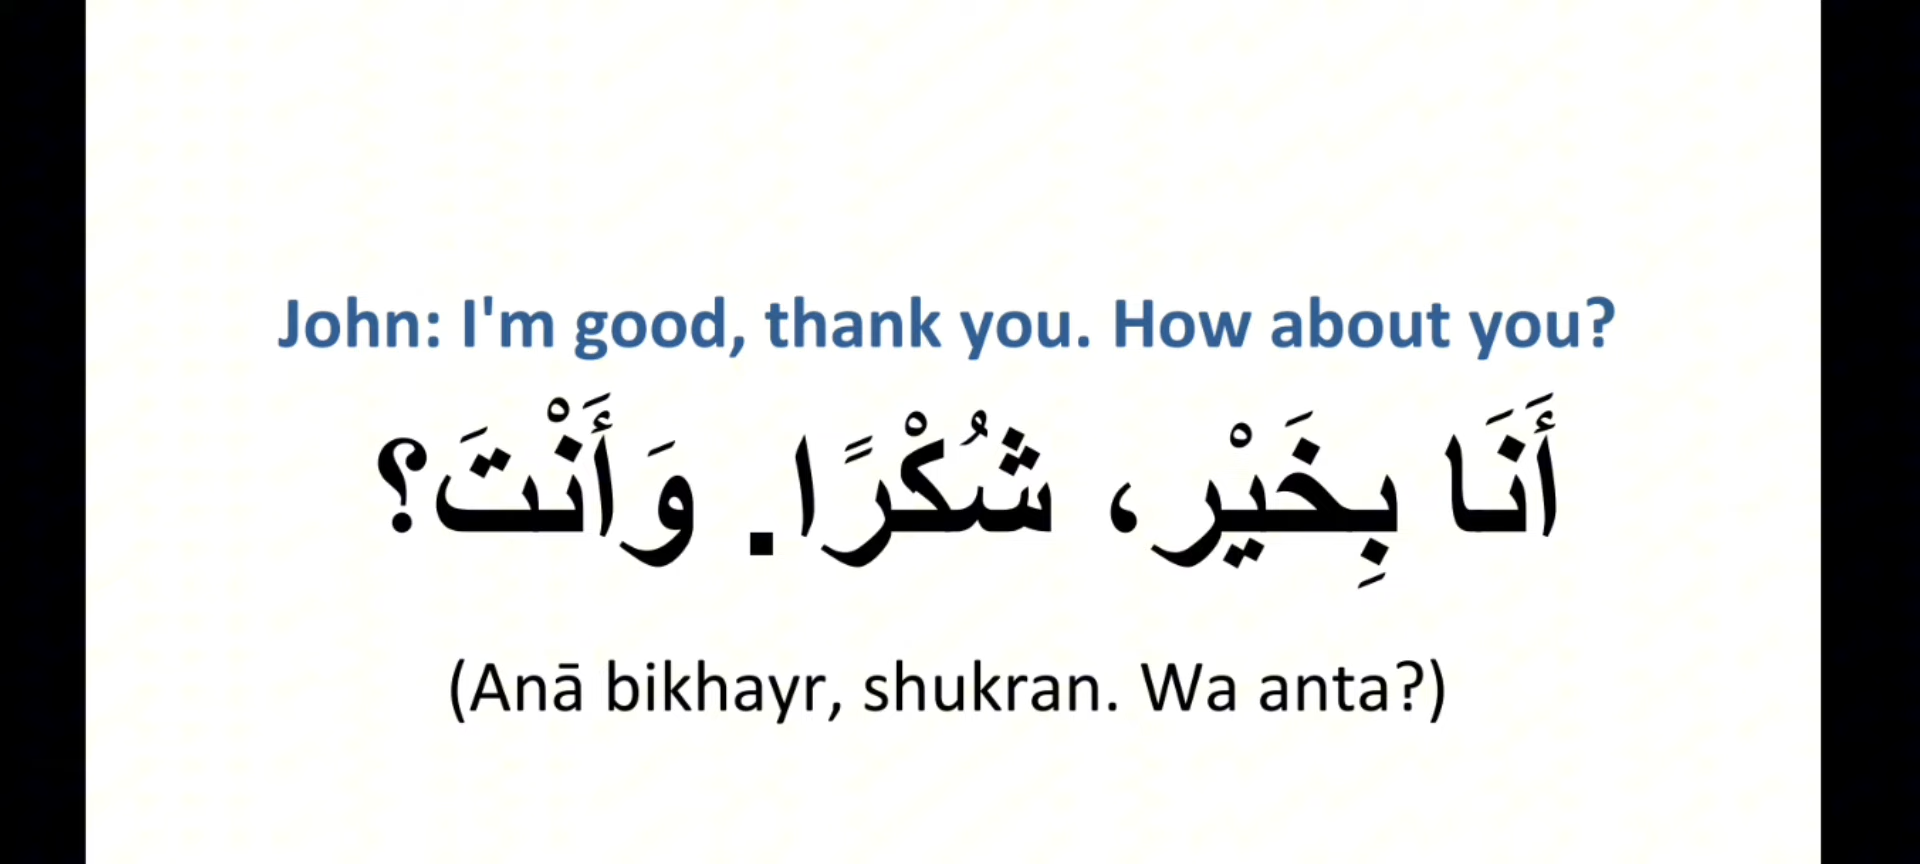 John: I'm good, thank you. How about you?
أَنَا بِخَيْر، شُكْرًا. وَأَنْتَ؟
(Anā bikhayr, shukran. Wa anta?)